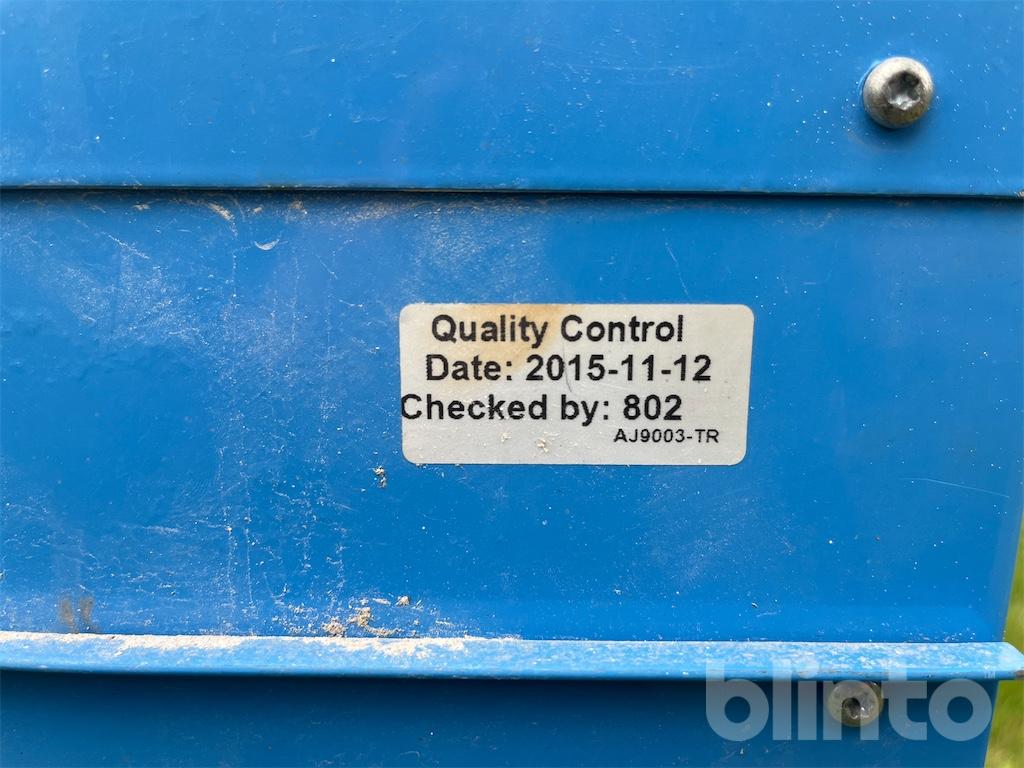 Quality Control
Date: 2015-11-12
Checked by: 802
AJ9003-TR
blinto